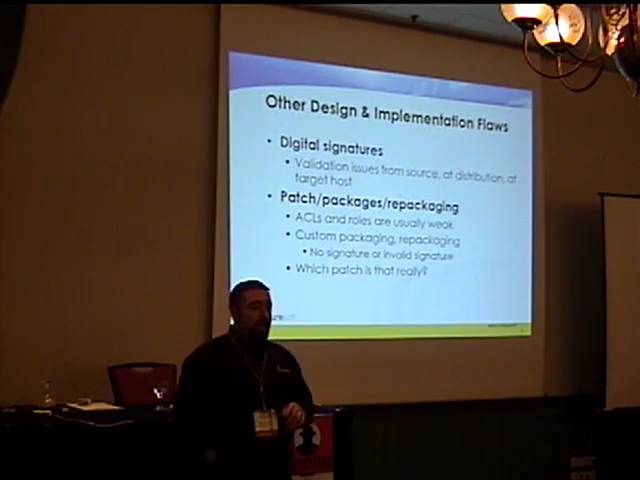 Other Design & Implementation Flaws
• Digital signatures
• Validation issues from source, at distribution, at
target host
• Patch/packages/repackaging
• ACLs and roles are usually weak
• Custom packaging, repackaging
• No signature or invalid signature
• Which patch is that really?